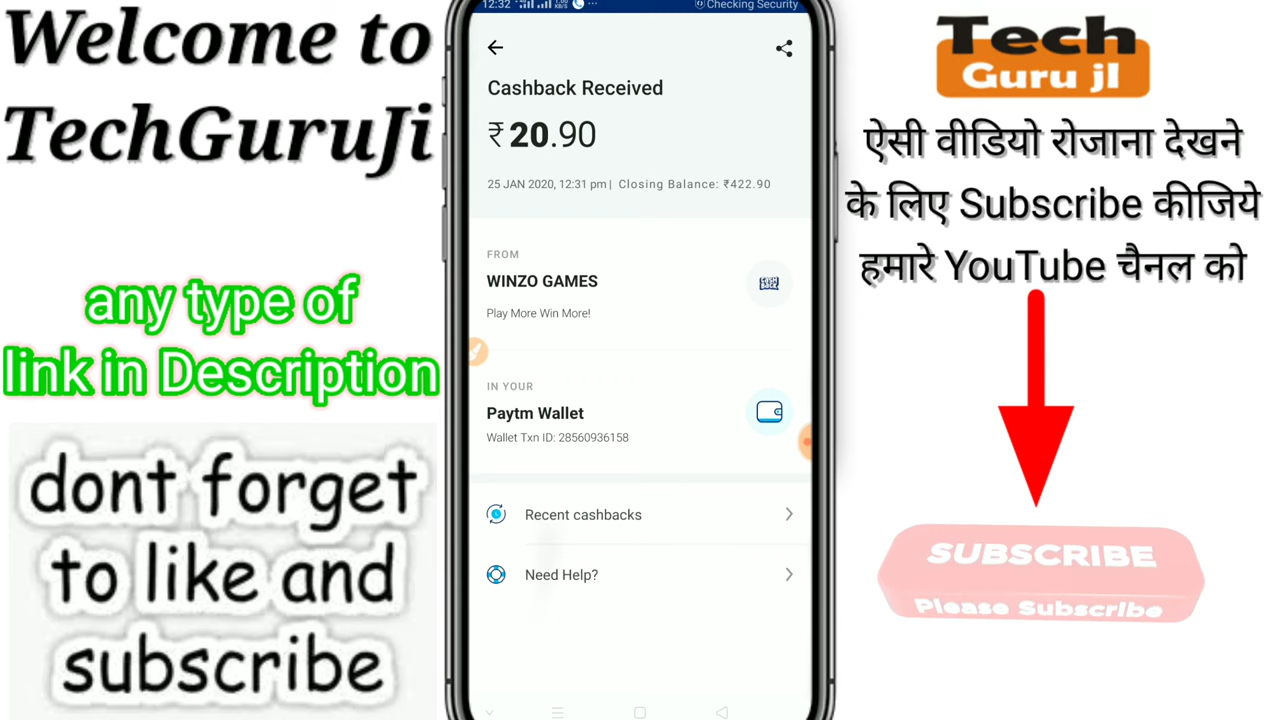 Welcome to
TechGuruJi
any type of
link in Description
dont forget
to like and
subscribe
12:32
Checking Security
Cashback Received
₹20.90
25 JAN 2020, 12:31 pm | Closing Balance: ₹422.90
FROM
WINZO GAMES
Play More Win More!
CASH BACK
IN YOUR
Paytm Wallet
Wallet Txn ID: 28560936158
Recent cashbacks
Need Help?
Tech
Guru jI
ऐसी वीडियो रोजाना देखने
के लिए Subscribe कीजिये
हमारे YouTube चैनल को
SUBSCRIBE
Please Subscribe